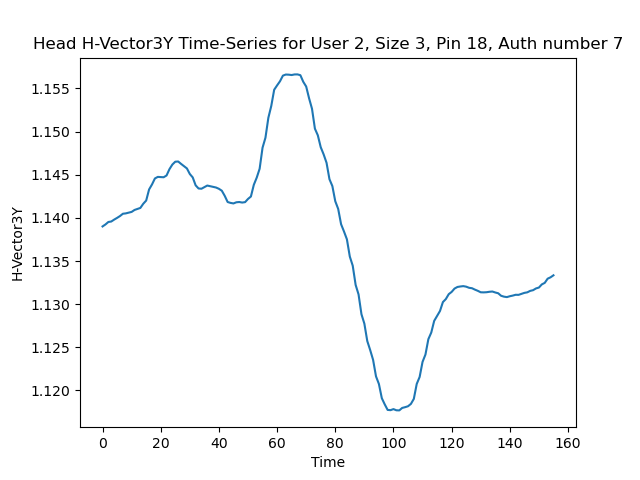 Head H-Vector3Y Time-Series for User 2, Size 3, Pin 18, Auth number 7
1.155
1.150
1.145
1.140
1.135
1.130
1.125
1.120
H-Vector3Y
0 20 40 60 80 100 120 140 160
Time